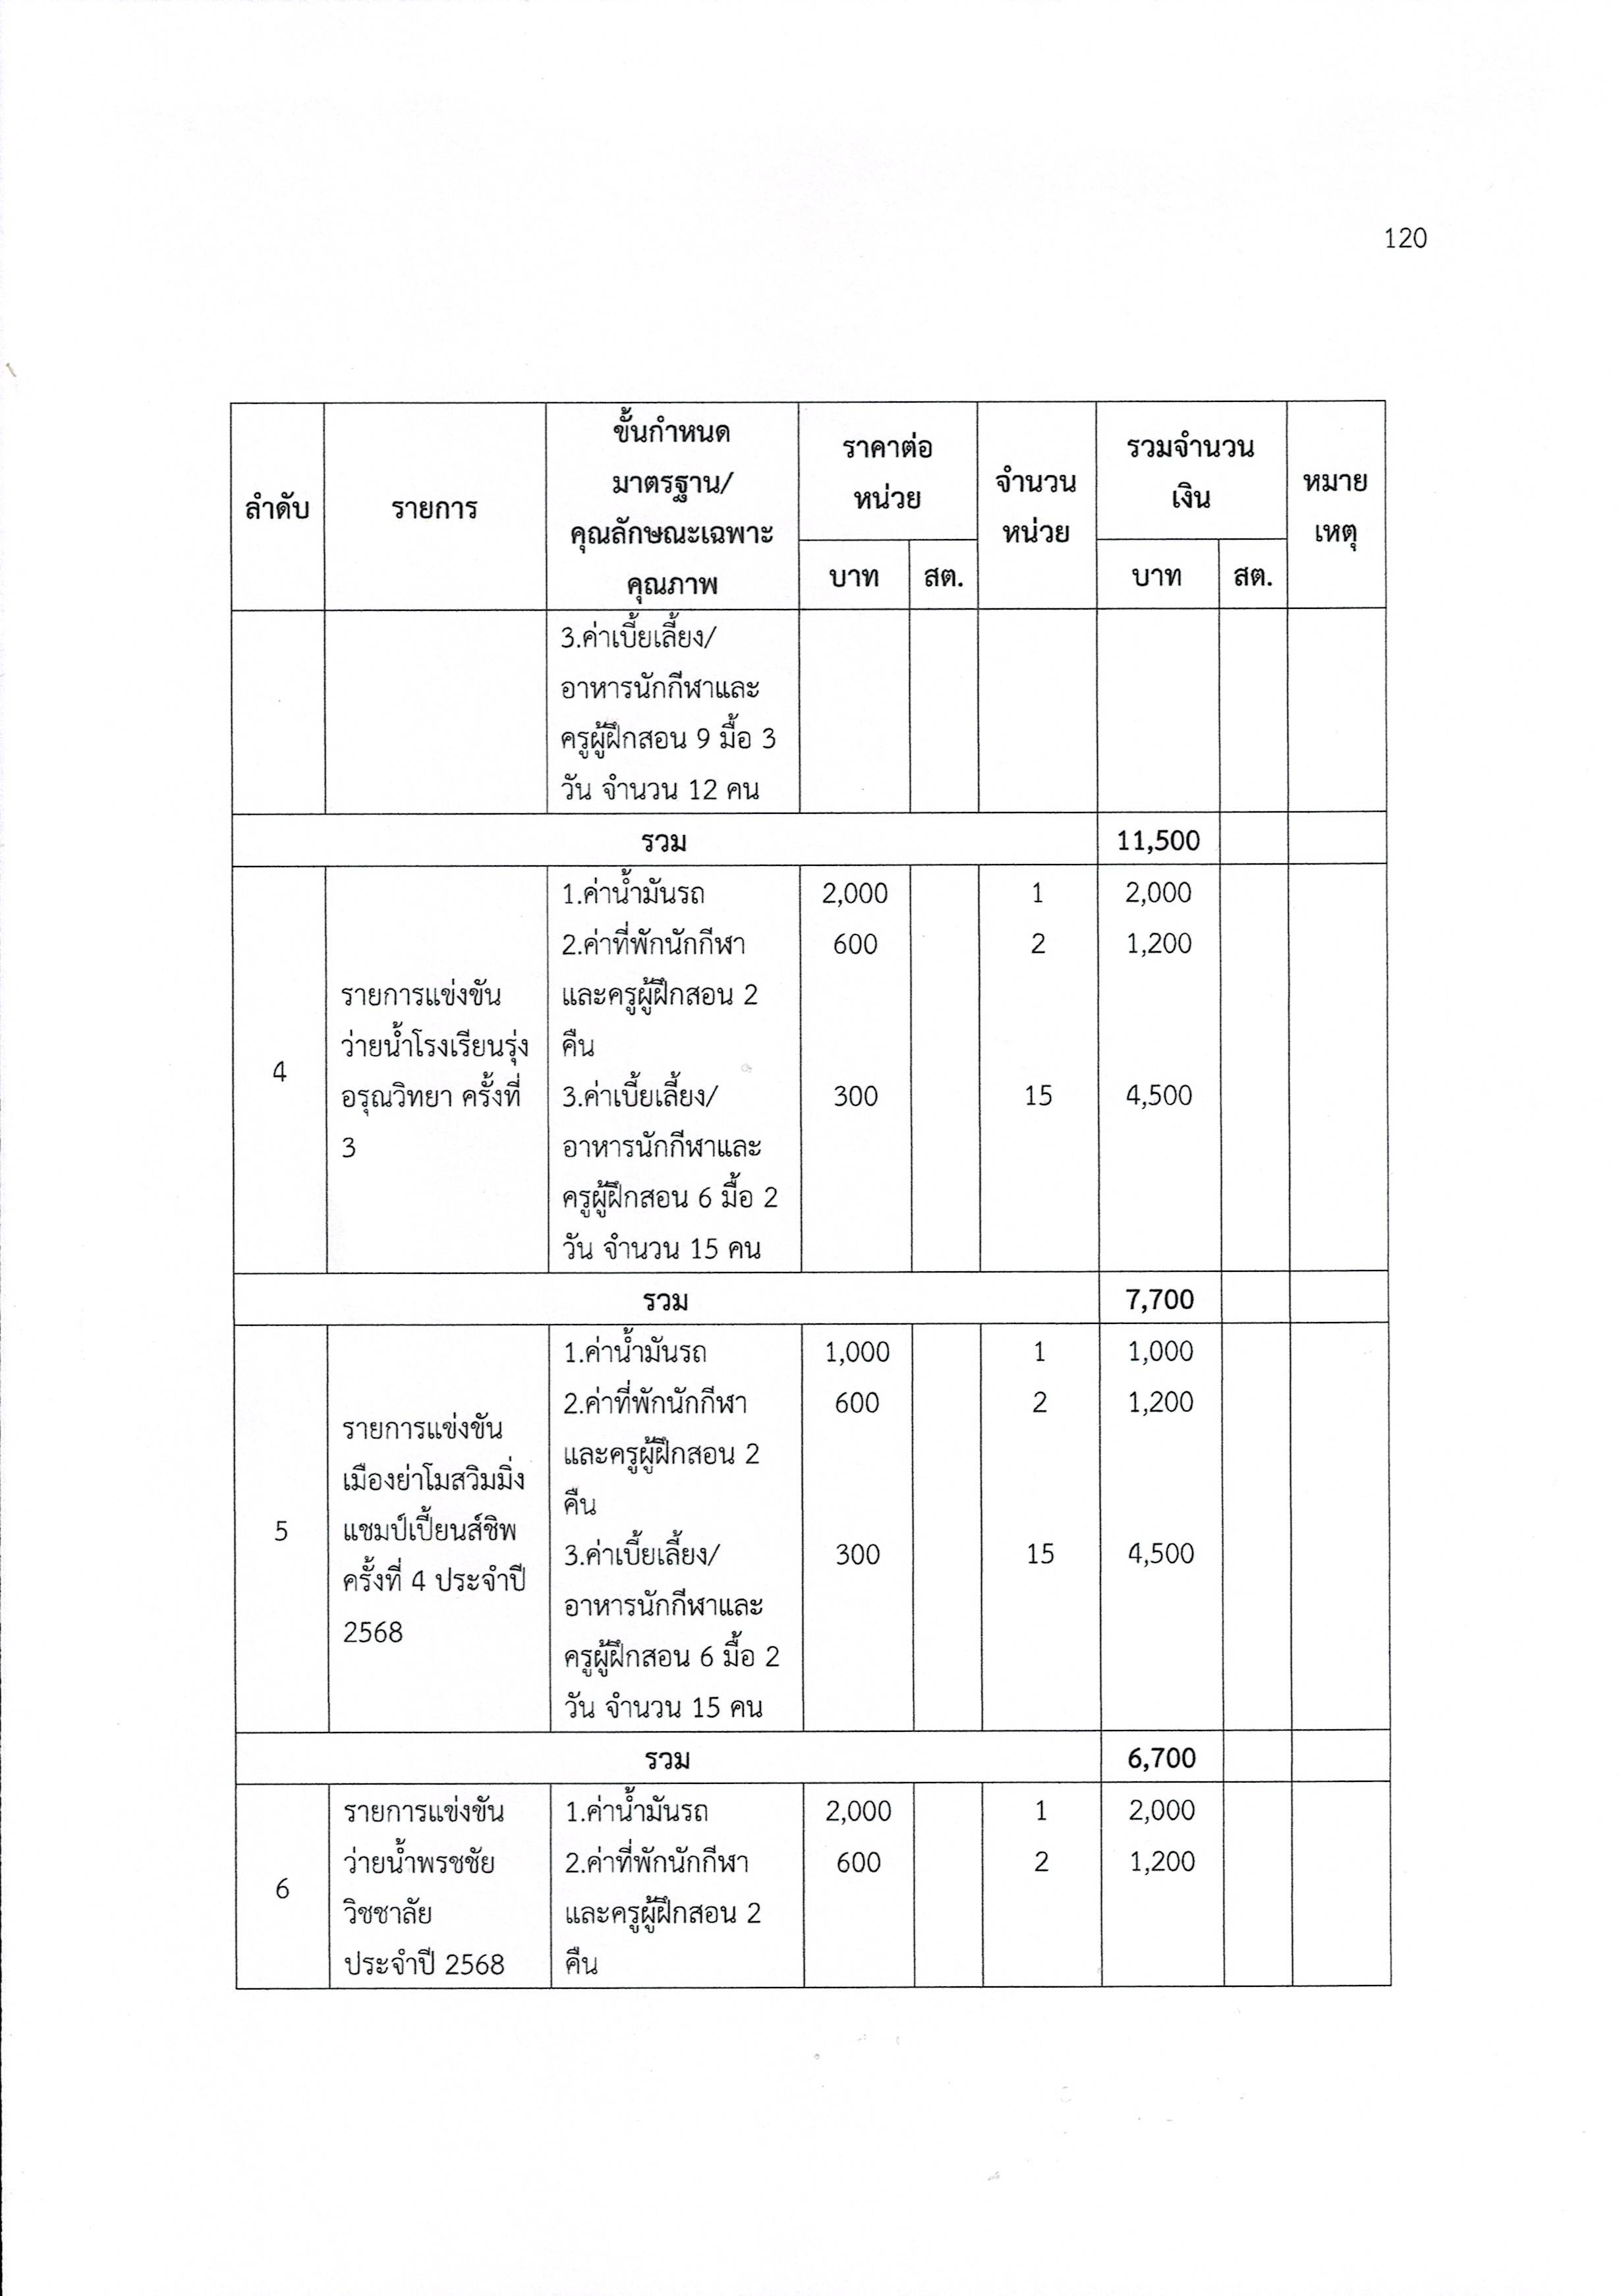 120
ลำดับ
รายการ
ขั้นกำหนด
มาตรฐาน/
คุณลักษณะเฉพาะ
คุณภาพ
ราคาต่อ
หน่วย
บาท สต.
จำนวน
หน่วย
รวมจำนวน
เงิน
บาท สต.
หมาย
เหตุ
3.ค่าเบี้ยเลี้ยง/
อาหารนักกีฬาและ
ครูผู้ฝึกสอน 9 มื้อ 3
วัน จำนวน 12 คน
รวม 11,500
4
รายการแข่งขัน
ว่ายน้ำโรงเรียนรุ่ง
อรุณวิทยา ครั้งที่
3
1.ค่าน้ำมันรถ 2,000 1 2,000
2.ค่าที่พักนักกีฬา 600 2 1,200
และครูผู้ฝึกสอน 2
คืน
3.ค่าเบี้ยเลี้ยง/ 300 15 4,500
อาหารนักกีฬาและ
ครูผู้ฝึกสอน 6 มื้อ 2
วัน จำนวน 15 คน
รวม 7,700
5
รายการแข่งขัน
เมืองย่าโมสวิมมิ่ง
แชมป์เปี้ยนส์ชิพ
ครั้งที่ 4 ประจำปี
2568
1.ค่าน้ำมันรถ 1,000 1 1,000
2.ค่าที่พักนักกีฬา 600 2 1,200
และครูผู้ฝึกสอน 2
คืน
3.ค่าเบี้ยเลี้ยง/ 300 15 4,500
อาหารนักกีฬาและ
ครูผู้ฝึกสอน 6 มื้อ 2
วัน จำนวน 15 คน
รวม 6,700
6
รายการแข่งขัน
ว่ายน้ำพรชชัย
วิชชาลัย
ประจำปี 2568
1.ค่าน้ำมันรถ 2,000 1 2,000
2.ค่าที่พักนักกีฬา 600 2 1,200
และครูผู้ฝึกสอน 2
คืน